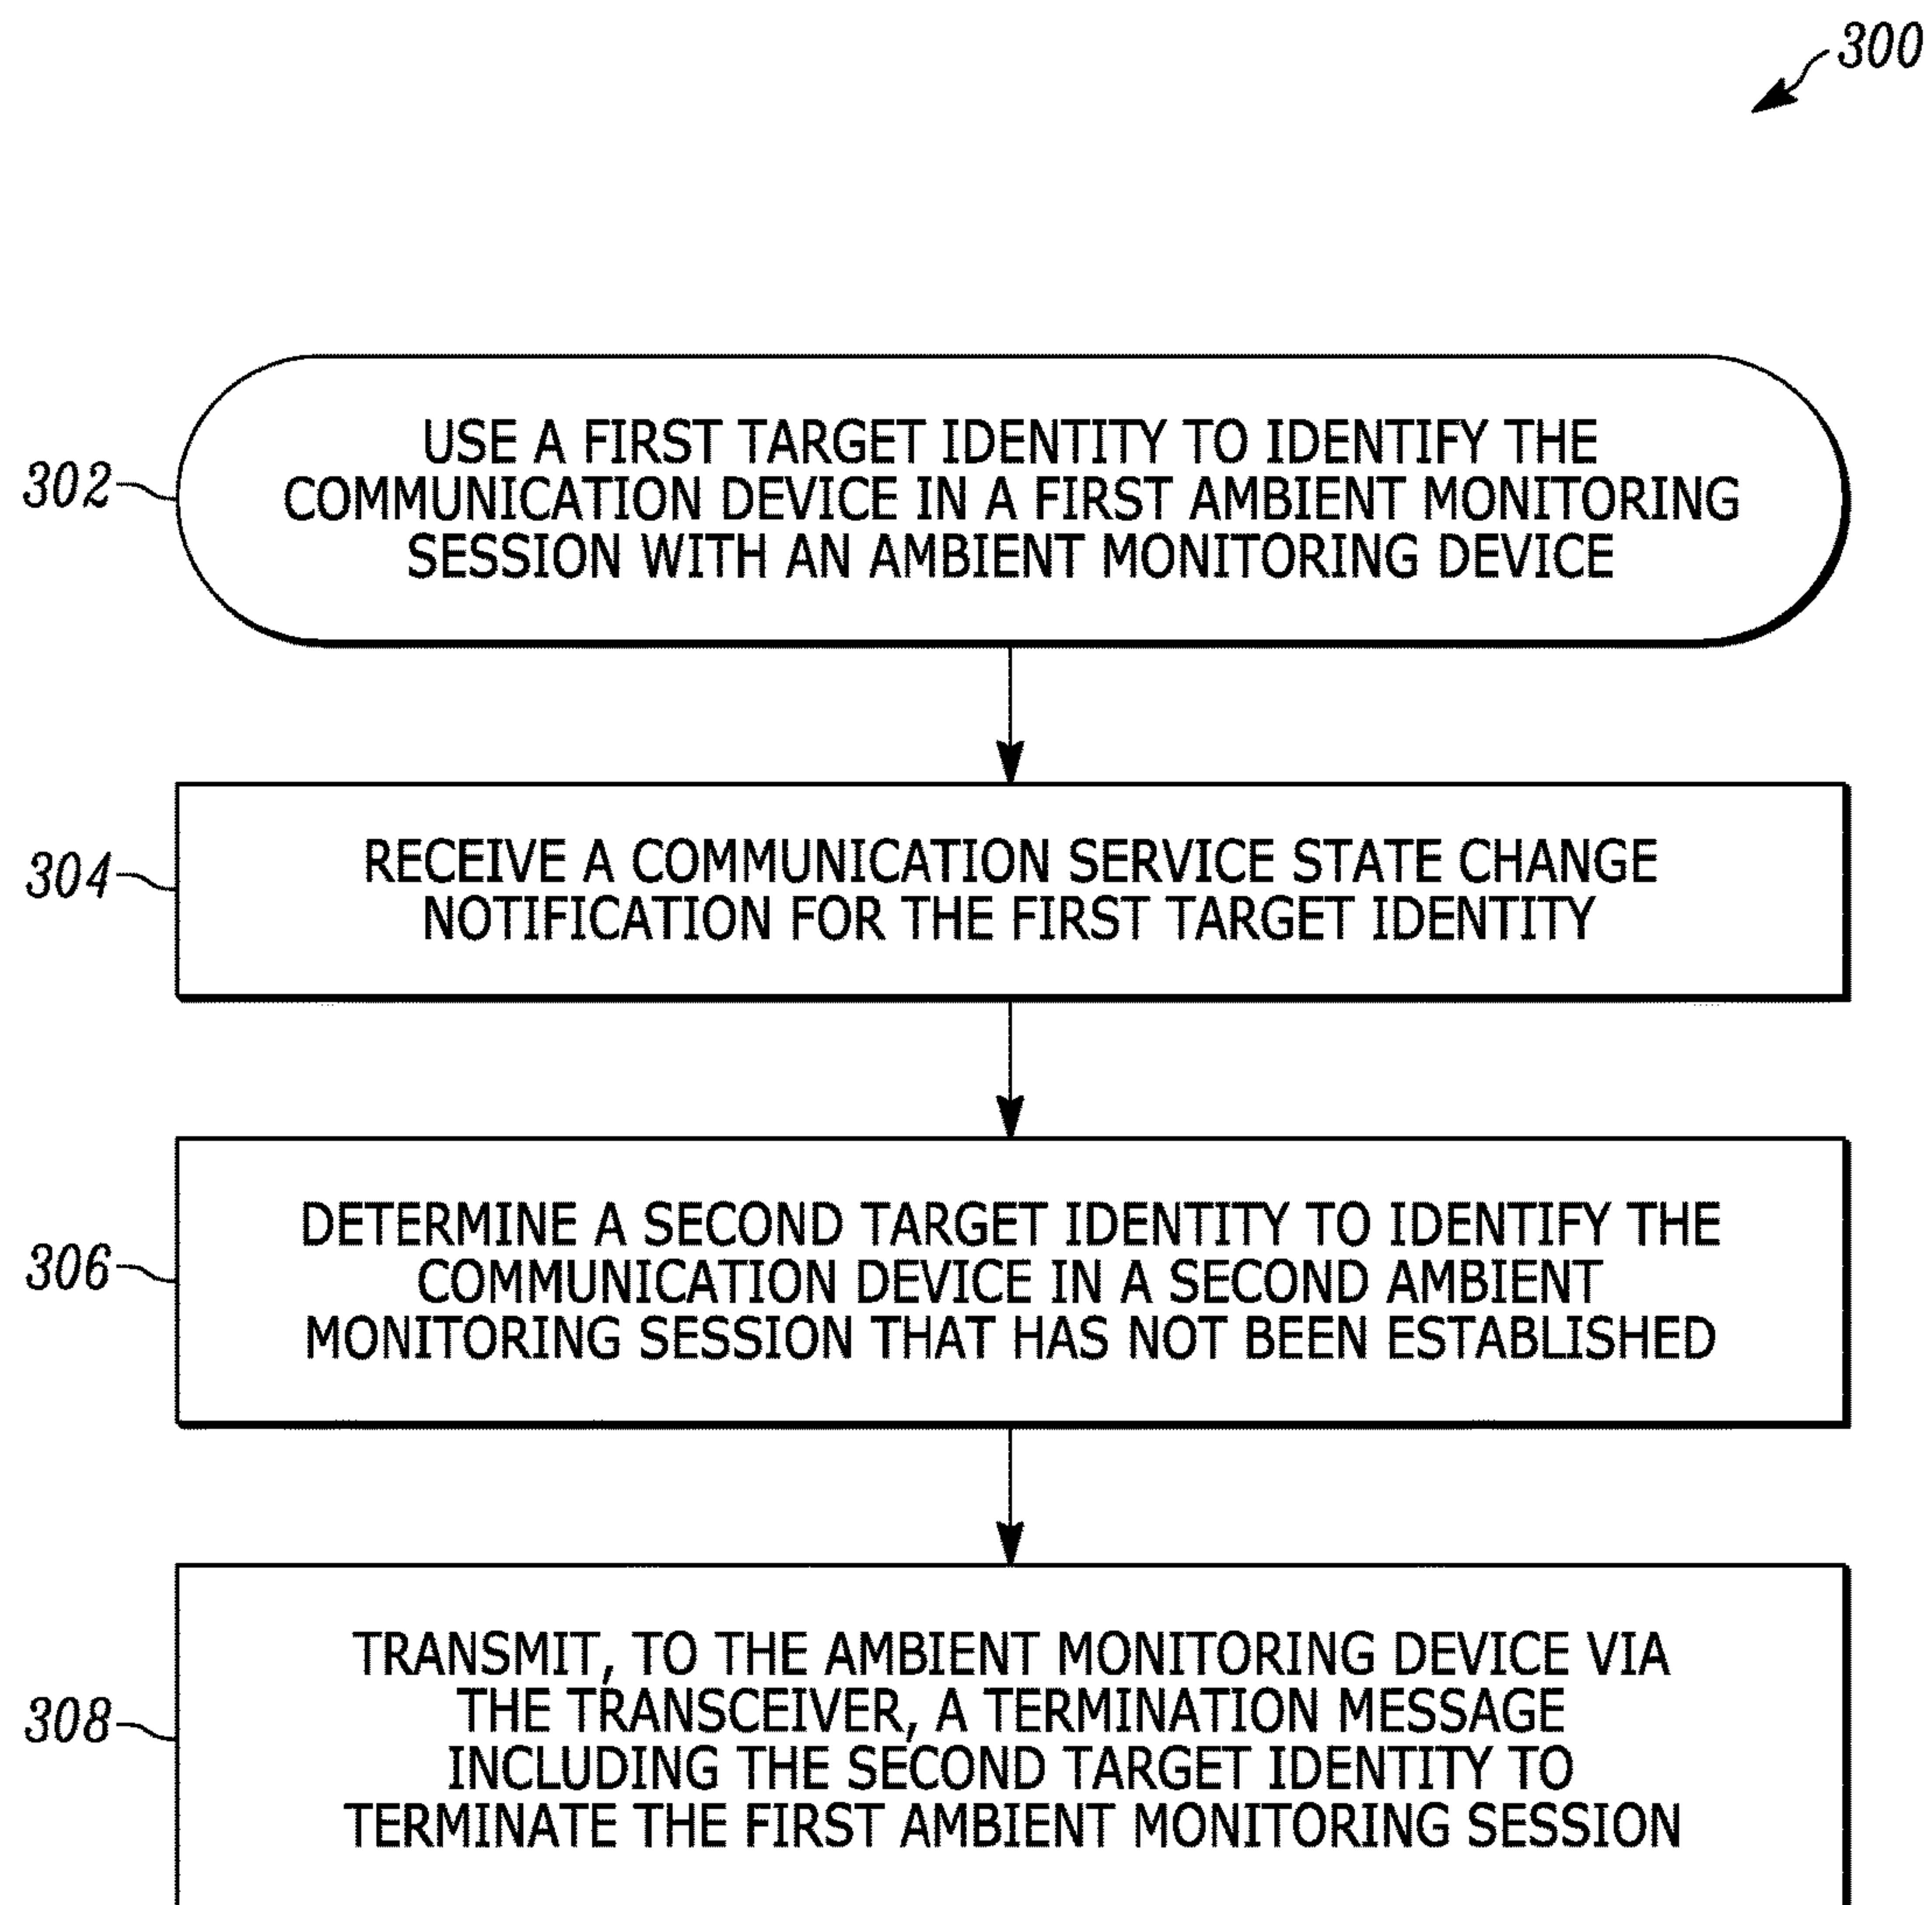 300
302
USE A FIRST TARGET IDENTITY TO IDENTIFY THE
COMMUNICATION DEVICE IN A FIRST AMBIENT MONITORING
SESSION WITH AN AMBIENT MONITORING DEVICE
304
RECEIVE A COMMUNICATION SERVICE STATE CHANGE
NOTIFICATION FOR THE FIRST TARGET IDENTITY
306
DETERMINE A SECOND TARGET IDENTITY TO IDENTIFY THE
COMMUNICATION DEVICE IN A SECOND AMBIENT
MONITORING SESSION THAT HAS NOT BEEN ESTABLISHED
308
TRANSMIT, TO THE AMBIENT MONITORING DEVICE VIA
THE TRANSCEIVER, A TERMINATION MESSAGE
INCLUDING THE SECOND TARGET IDENTITY TO
TERMINATE THE FIRST AMBIENT MONITORING SESSION